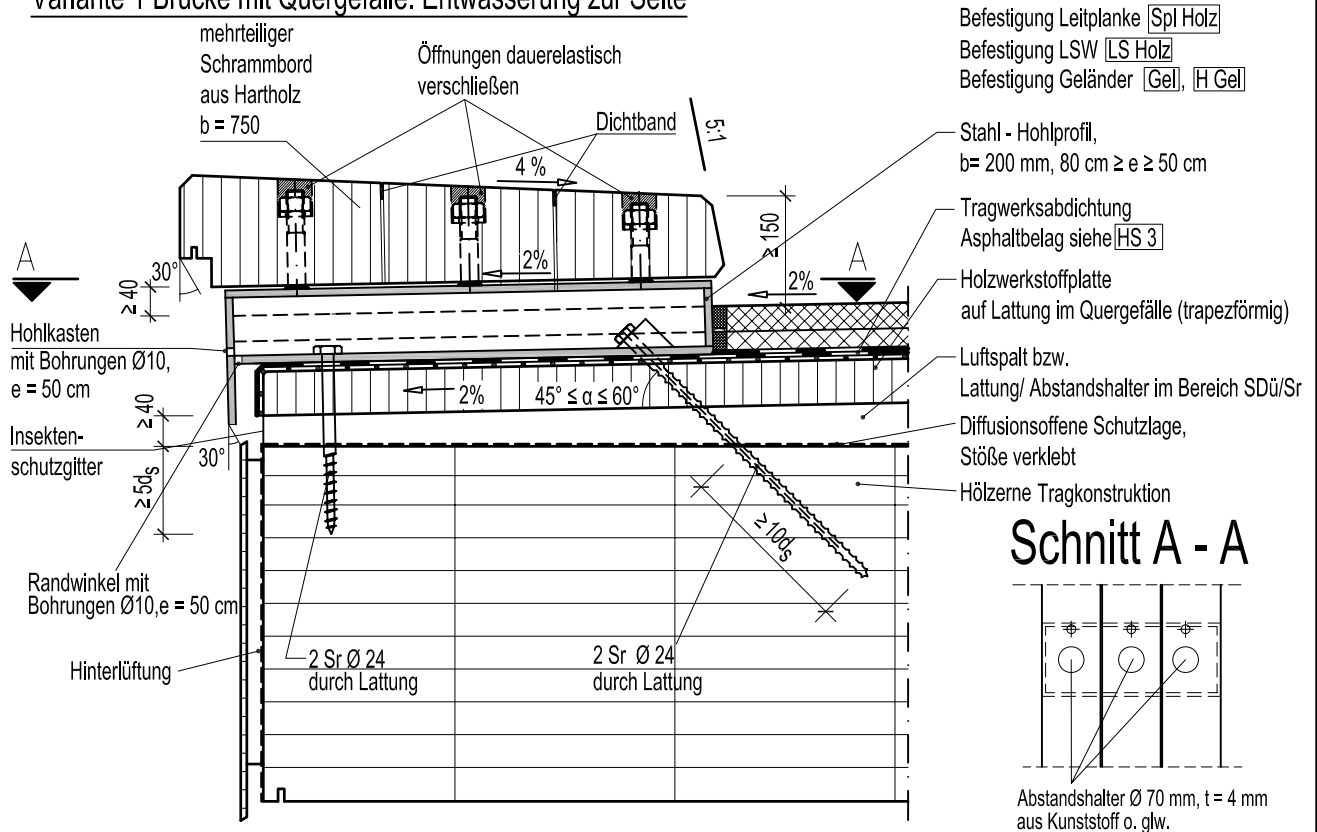 Variante 1 Brücke mit Quergefälle: Entwässerung zur Seite
mehrteiliger
Schrammbord
aus Hartholz
b = 750
Öffnungen dauerelastisch
verschließen
Dichtband
5:1
4 %
≥ 150
2%
2%
2%
A
A
30°
≥ 40
Hohlkasten
mit Bohrungen Ø10,
e = 50 cm
≥ 40
Insekten-
schutzgitter
30°
≥ 5ds
45° ≤ α ≤ 60°
≥ 10ds
Randwinkel mit
Bohrungen Ø10,e = 50 cm
Hinterlüftung
2 Sr Ø 24
durch Lattung
2 Sr Ø 24
durch Lattung
Befestigung Leitplanke Spl Holz
Befestigung LSW LS Holz
Befestigung Geländer Gel, H Gel
Stahl - Hohlprofil,
b= 200 mm, 80 cm ≥ e ≥ 50 cm
Tragwerksabdichtung
Asphaltbelag siehe HS 3
Holzwerkstoffplatte
auf Lattung im Quergefälle (trapezförmig)
Luftspalt bzw.
Lattung/ Abstandshalter im Bereich SDü/Sr
Diffusionsoffene Schutzlage,
Stöße verklebt
Hölzerne Tragkonstruktion
Schnitt A - A
Abstandshalter Ø 70 mm, t = 4 mm
aus Kunststoff o. glw.